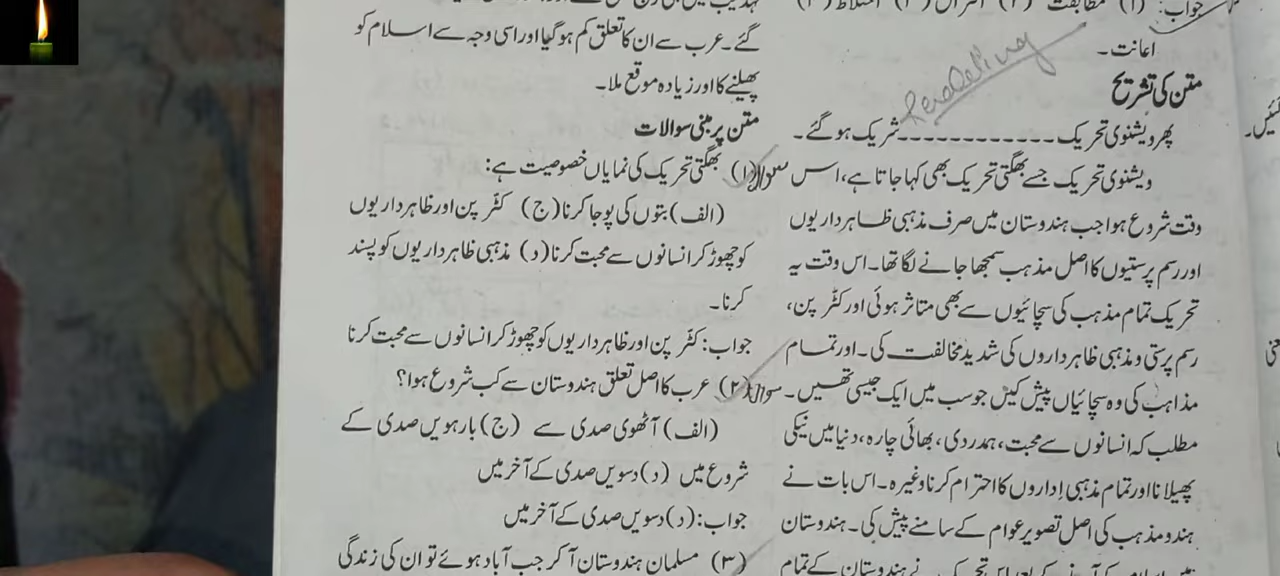 جواب: (۱) مطابقت (۲)
اعانت۔
متن کی تشریح
پھر ویشنوی تحریک ------------ شریک ہوگئے۔
ویشنوی تحریک جسے بھگتی تحریک بھی کہا جاتا ہے، اس
وقت شروع ہوا جب ہندوستان میں صرف مذہبی ظاہرداریوں
اور رسم پرستیوں کا اصل مذہب سمجھا جانے لگا تھا۔ اس وقت یہ
تحریک تمام مذہب کی سچائیوں سے بھی متاثر ہوئی اور کٹر پن،
رسم پرستی و مذہبی ظاہرداروں کی شدید مخالفت کی۔ اور تمام
مذاہب کی وہ سچائیاں پیش کیں جو سب میں ایک جیسی تھیں۔
مطلب کہ انسانوں سے محبت، ہمدردی، بھائی چارہ، دنیا میں نیکی
پھیلانا اور تمام مذہبی اداروں کا احترام کرنا وغیرہ۔ اس بات نے
ہندو مذہب کی اصل تصویر عوام کے سامنے پیش کی۔ ہندوستان
نے ہندوستان کے تمام
گئے۔ عرب سے ان کا تعلق کم ہوگیا اور اسی وجہ سے اسلام کو
پھیلنے کا اور زیادہ موقع ملا۔
متن پر مبنی سوالات
سوال (۱) بھگتی تحریک کی نمایاں خصوصیت ہے:
(الف) بتوں کی پوجا کرنا (ج) کٹر پن اور ظاہرداریوں
کو چھوڑ کر انسانوں سے محبت کرنا (د) مذہبی ظاہرداریوں کو پسند
کرنا۔
جواب: کٹر پن اور ظاہرداریوں کو چھوڑ کر انسانوں سے محبت کرنا
سوال (۲) عرب کا اصل تعلق ہندوستان سے کب شروع ہوا؟
(الف) آٹھوی صدی سے (ج) بارہویں صدی کے
شروع میں (د) دسویں صدی کے آخر میں
جواب: (د) دسویں صدی کے آخر میں
(۳) مسلمان ہندوستان آ کر جب آباد ہوئے تو ان کی زندگی